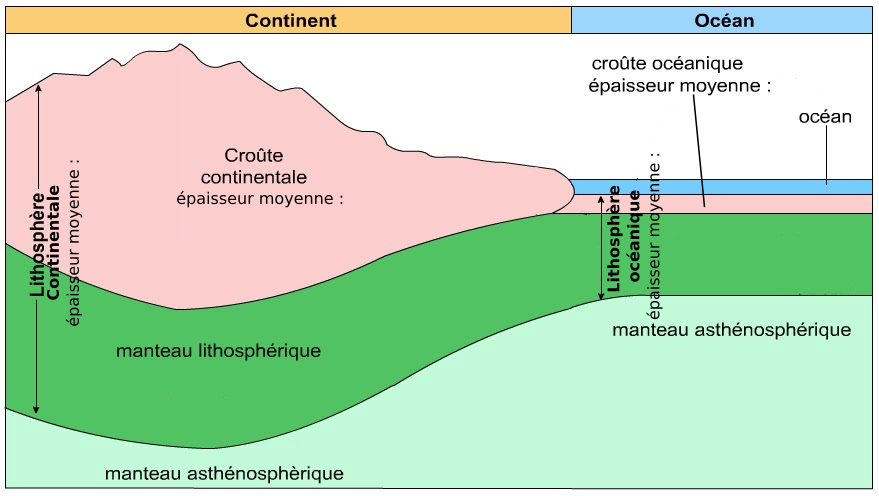 Continent
Océan
croûte océanique
épaisseur moyenne :
océan
Croûte
continentale
épaisseur moyenne :
Lithosphère
Continentale
épaisseur moyenne :
Lithosphère
océanique
épaisseur moyenne :
manteau asthénosphérique
manteau lithosphérique
manteau asthénosphèrique